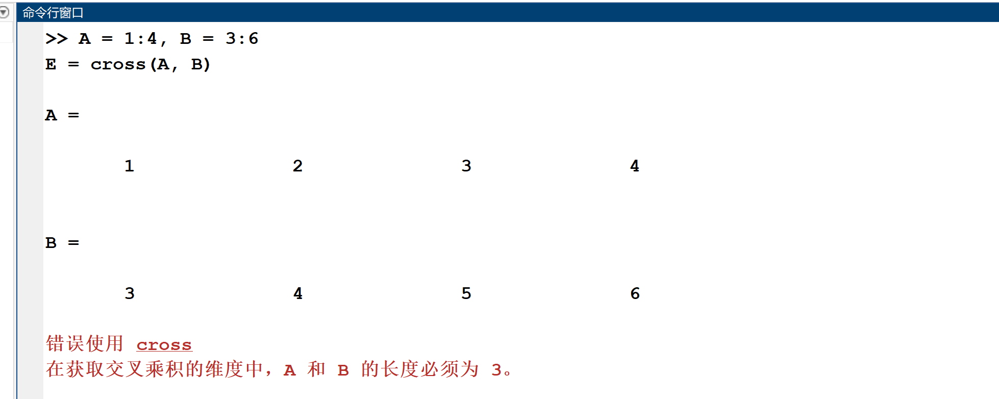 命令行窗口
>> A = 1:4, B = 3:6
E = cross(A, B)
A =
1 2 3 4
B =
3 4 5 6
错误使用 cross
在获取交叉乘积的维度中，A 和 B 的长度必须为 3。